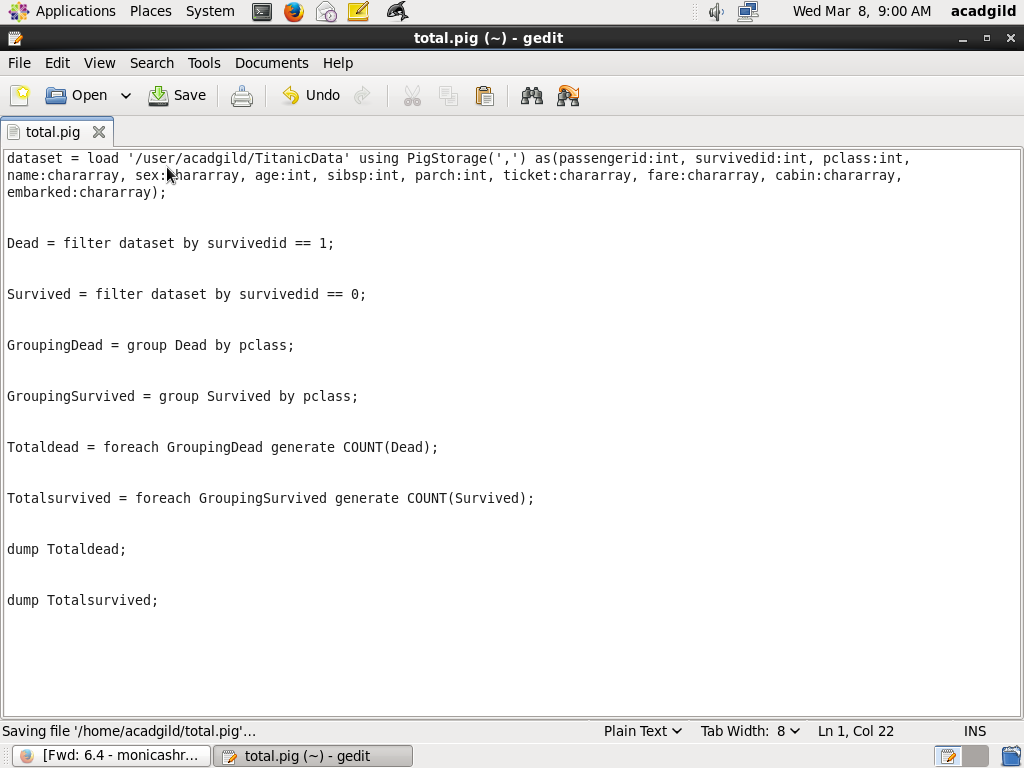 Applications Places System Wed Mar 8, 9:00 AM acadgild
total.pig (~) - gedit
File Edit View Search Tools Documents Help
Open Save Undo
total.pig
dataset = load '/user/acadgild/TitanicData' using PigStorage(',') as(passengerid:int, survivedid:int, pclass:int,
name:chararray, sex:chararray, age:int, sibsp:int, parch:int, ticket:chararray, fare:chararray, cabin:chararray,
embarked:chararray);
Dead = filter dataset by survivedid == 1;
Survived = filter dataset by survivedid == 0;
GroupingDead = group Dead by pclass;
GroupingSurvived = group Survived by pclass;
Totaldead = foreach GroupingDead generate COUNT(Dead);
Totalsurvived = foreach GroupingSurvived generate COUNT(Survived);
dump Totaldead;
dump Totalsurvived;
Saving file '/home/acadgild/total.pig'... Plain Text Tab Width: 8 Ln 1, Col 22 INS
[Fwd: 6.4 - monicashr... total.pig (~) - gedit